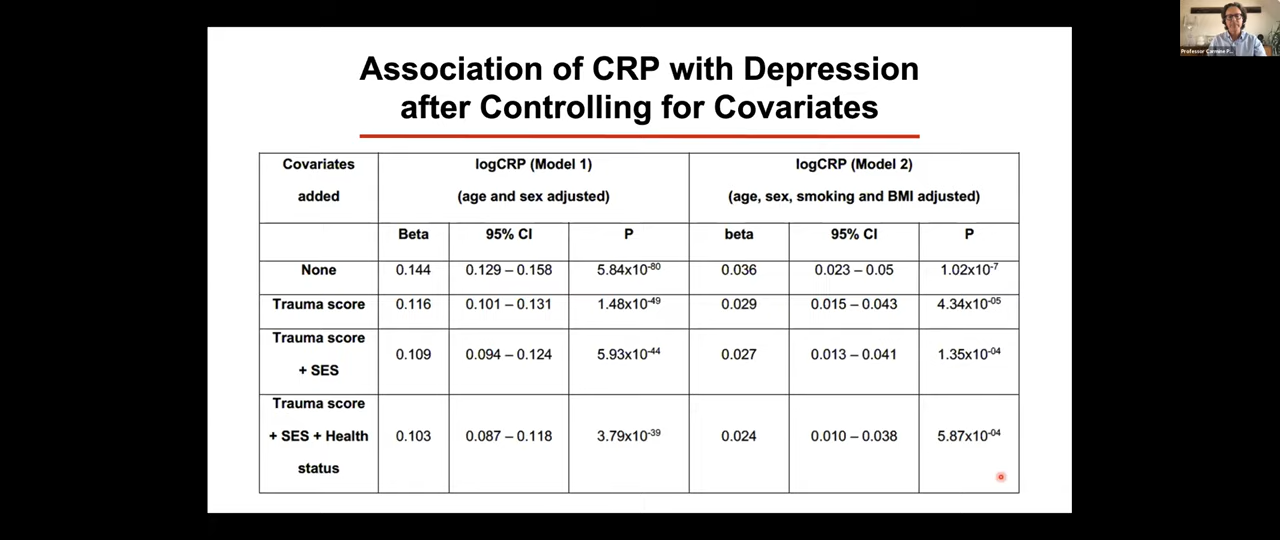 Association of CRP with Depression
after Controlling for Covariates
Covariates
added
logCRP (Model 1)
(age and sex adjusted)
logCRP (Model 2)
(age, sex, smoking and BMI adjusted)
Beta 95% CI P beta 95% CI P
None 0.144 0.129 – 0.158 5.84x10⁻⁸⁰ 0.036 0.023 – 0.05 1.02x10⁻⁷
Trauma score 0.116 0.101 – 0.131 1.48x10⁻⁴⁹ 0.029 0.015 – 0.043 4.34x10⁻⁰⁵
Trauma score
+ SES
0.109 0.094 – 0.124 5.93x10⁻⁴⁴ 0.027 0.013 – 0.041 1.35x10⁻⁰⁴
Trauma score
+ SES + Health
status
0.103 0.087 – 0.118 3.79x10⁻³⁹ 0.024 0.010 – 0.038 5.87x10⁻⁰⁴
Professor Carmine P...